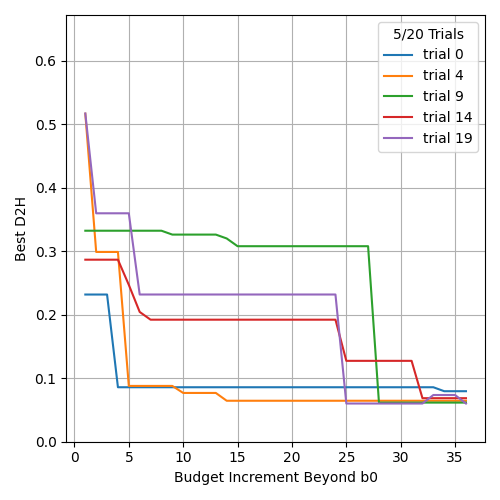 5/20 Trials
trial 0
trial 4
trial 9
trial 14
trial 19
Best D2H
0.6
0.5
0.4
0.3
0.2
0.1
0.0
0 5 10 15 20 25 30 35
Budget Increment Beyond b0